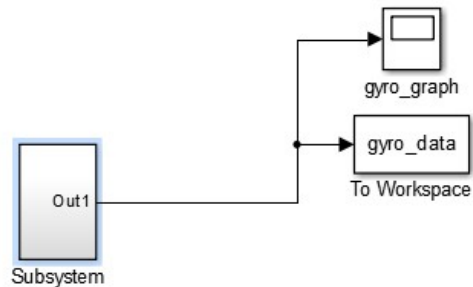 gyro_graph
gyro_data
To Workspace
Out1
Subsystem